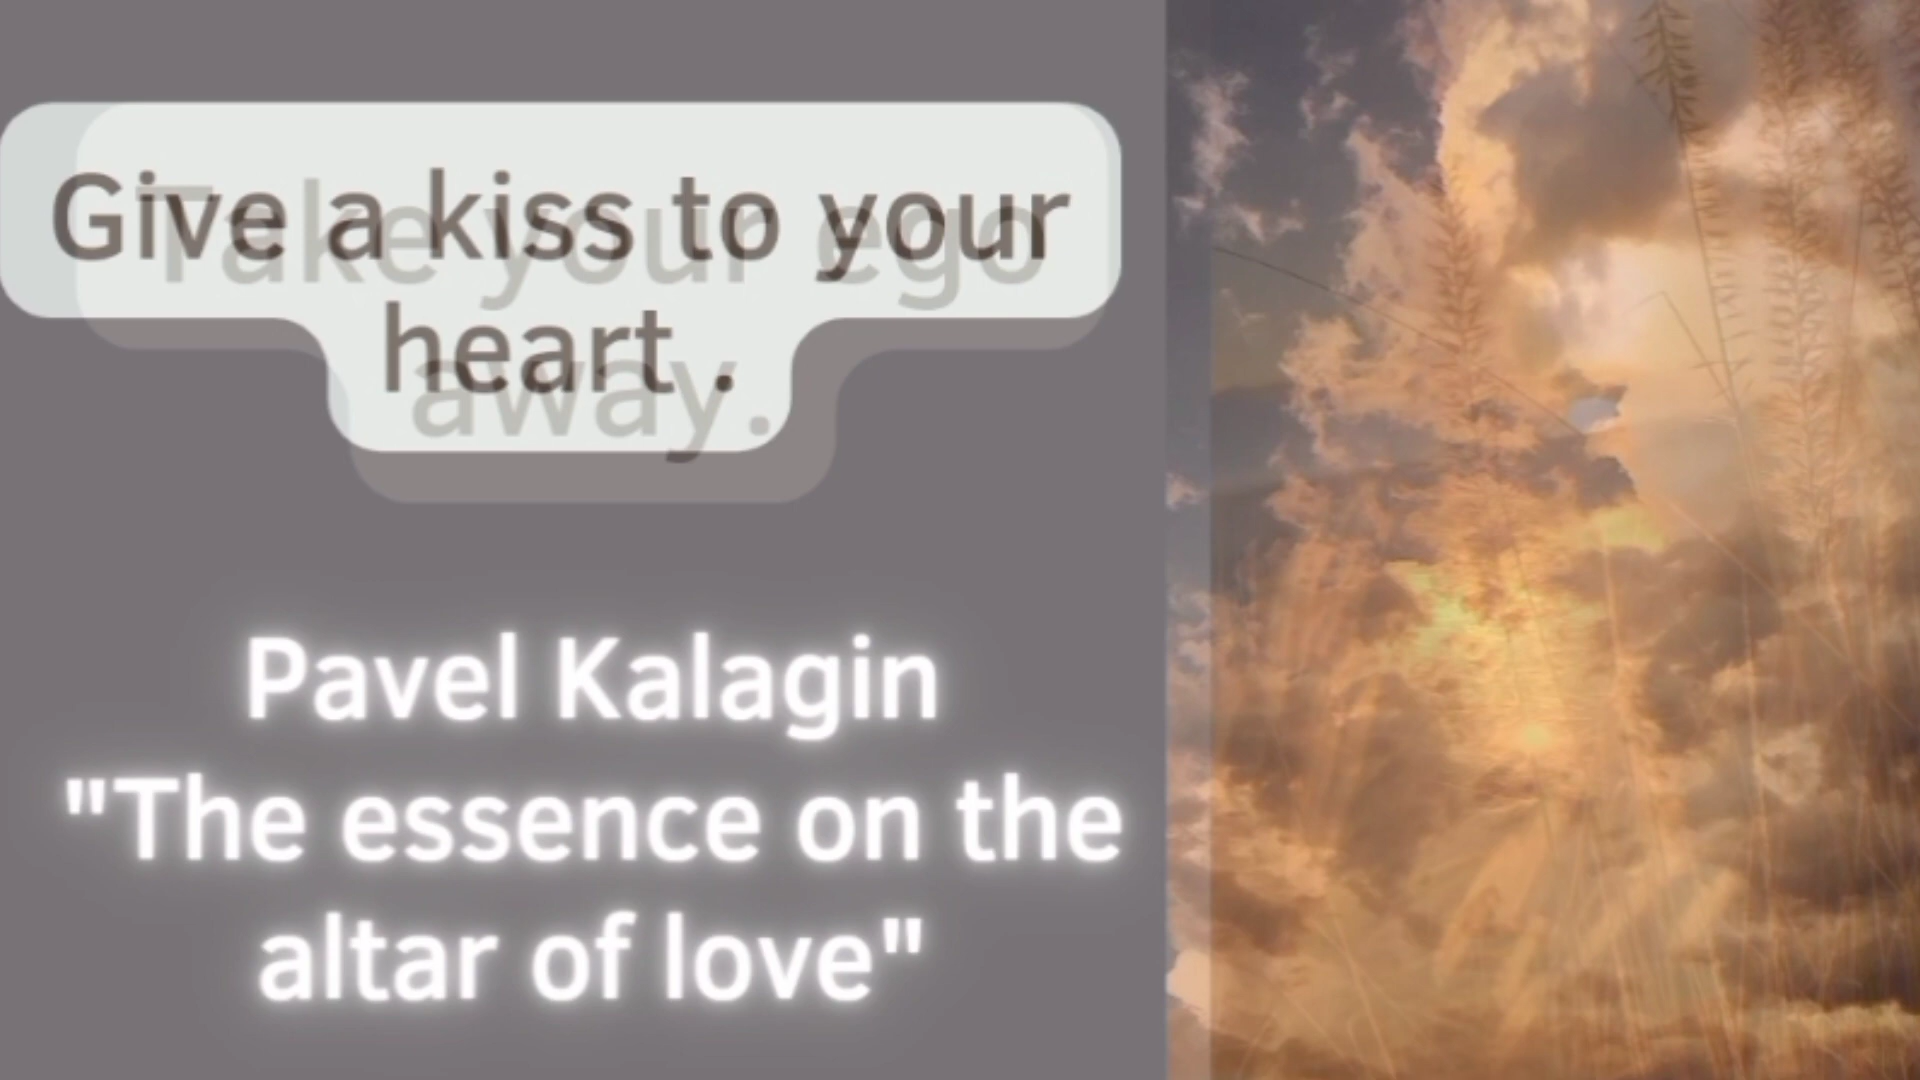 Give a kiss to your
heart .
Take your ego
away.
Pavel Kalagin
"The essence on the
altar of love"